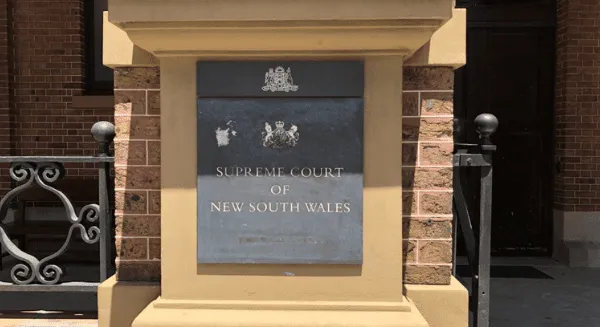 SUPREME COURT
OF
NEW SOUTH WALES